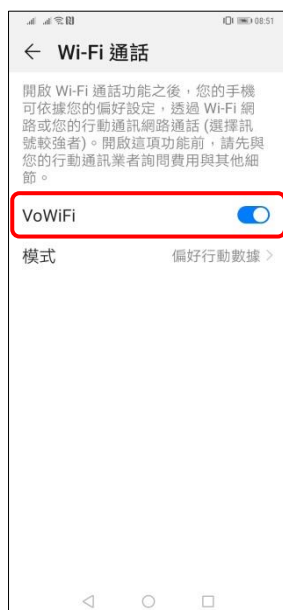 08:51
← Wi-Fi 通話
開啟 Wi-Fi 通話功能之後，您的手機
可依據您的偏好設定，透過 Wi-Fi 網
路或您的行動通訊網路通話 (選擇訊
號較強者)。開啟這項功能前，請先與
您的行動通訊業者詢問費用與其他細
節。
VoWiFi
模式 偏好行動數據 >